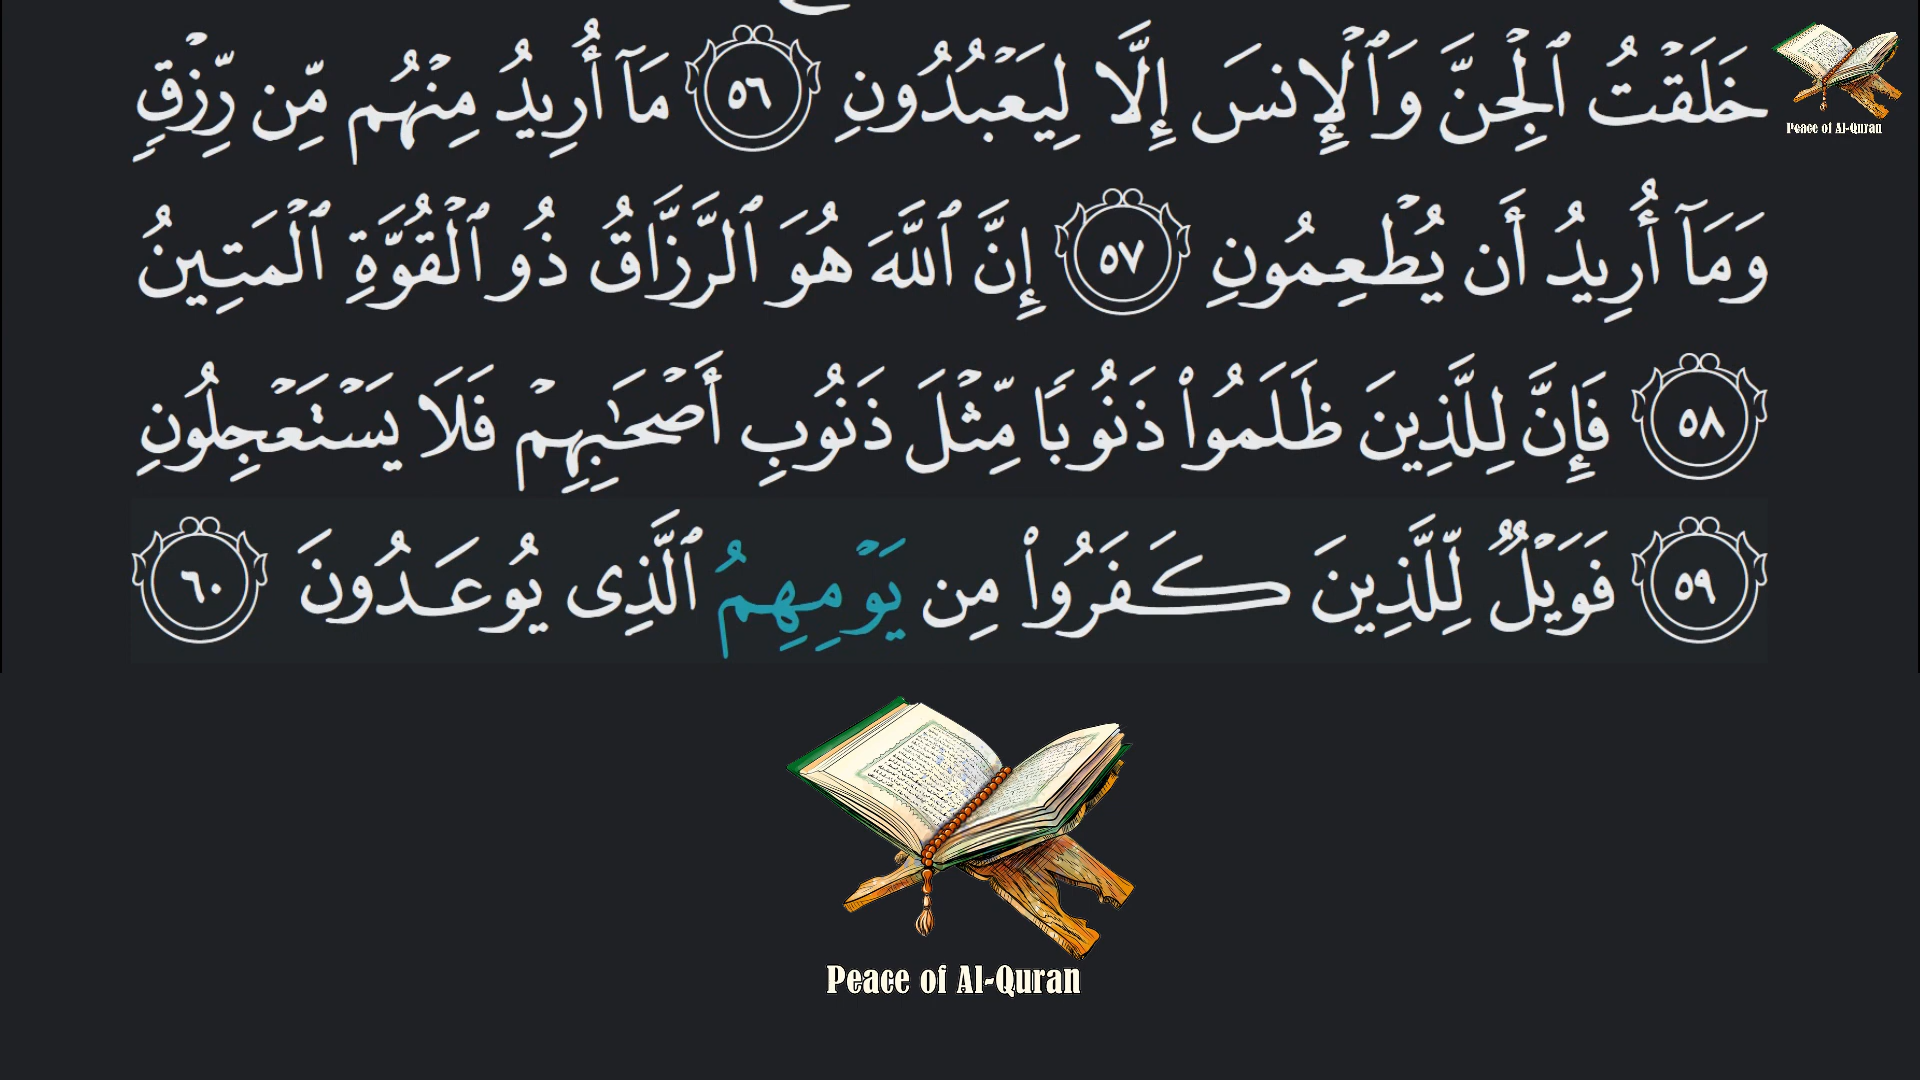 خَلَقْتُ ٱلْجِنَّ وَٱلْإِنسَ إِلَّا لِيَعْبُدُونِ ٥٦ مَآ أُرِيدُ مِنْهُم مِّن رِّزْقٍ
وَمَآ أُرِيدُ أَن يُطْعِمُونِ ٥٧ إِنَّ ٱللَّهَ هُوَ ٱلرَّزَّاقُ ذُو ٱلْقُوَّةِ ٱلْمَتِينُ
٥٨ فَإِنَّ لِلَّذِينَ ظَلَمُوا۟ ذَنُوبًا مِّثْلَ ذَنُوبِ أَصْحَـٰبِهِمْ فَلَا يَسْتَعْجِلُونِ
٥٩ فَوَيْلٌ لِّلَّذِينَ كَفَرُوا۟ مِن يَوْمِهِمُ ٱلَّذِى يُوعَدُونَ ٦٠
Peace of Al-Quran
Peace of Al-Quran